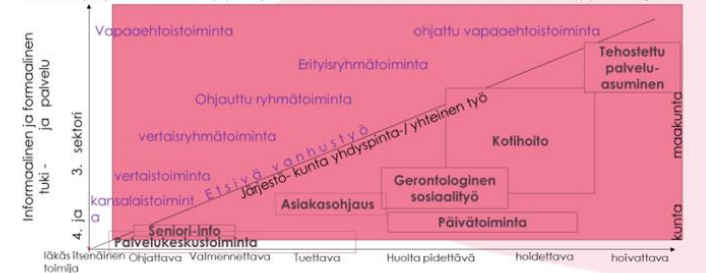 Vapaaehtoistoiminta
ohjattu vapaaehtoistoiminta
Tehostettu
palvelu-
asuminen
Erityisryhmätoiminta
Ohjauttu ryhmätoiminta
vertaisryhmätoiminta
Kotihoito
vertaistoiminta
Etsivä vanhustyö
Järjestö- kunta yhdyspinta-/ yhteinen työ
kansalaistoimint
a
Gerontologinen
sosiaalityö
Asiakasohjaus
Päivätoiminta
Seniori-info
Palvelukeskustoiminta
Informaalinen ja formaalinen
tuki - ja palvelu
4. ja 3. sektori
maakunta
kunta
Iäkäs itsenäinen
toimija
Ohjattava
Valmennettava
Tuettava
Huolta pidettävä
hoidettava
hoivattava